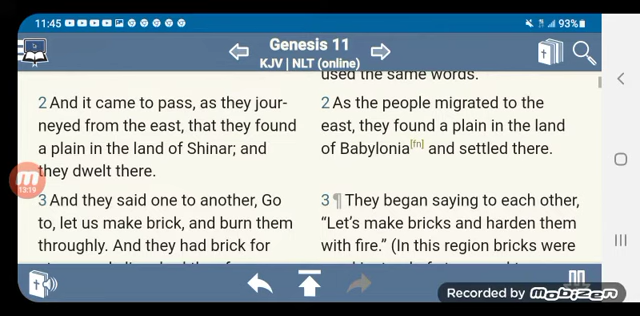 11:45
93%
Genesis 11
KJV | NLT (online)
used the same words.
2 And it came to pass, as they jour-
neyed from the east, that they found
a plain in the land of Shinar; and
they dwelt there.
3 And they said one to another, Go
to, let us make brick, and burn them
throughly. And they had brick for
2 As the people migrated to the
east, they found a plain in the land
of Babylonia[fn] and settled there.
3 ¶ They began saying to each other,
“Let’s make bricks and harden them
with fire.” (In this region bricks were
13:19
Recorded by Mobizen